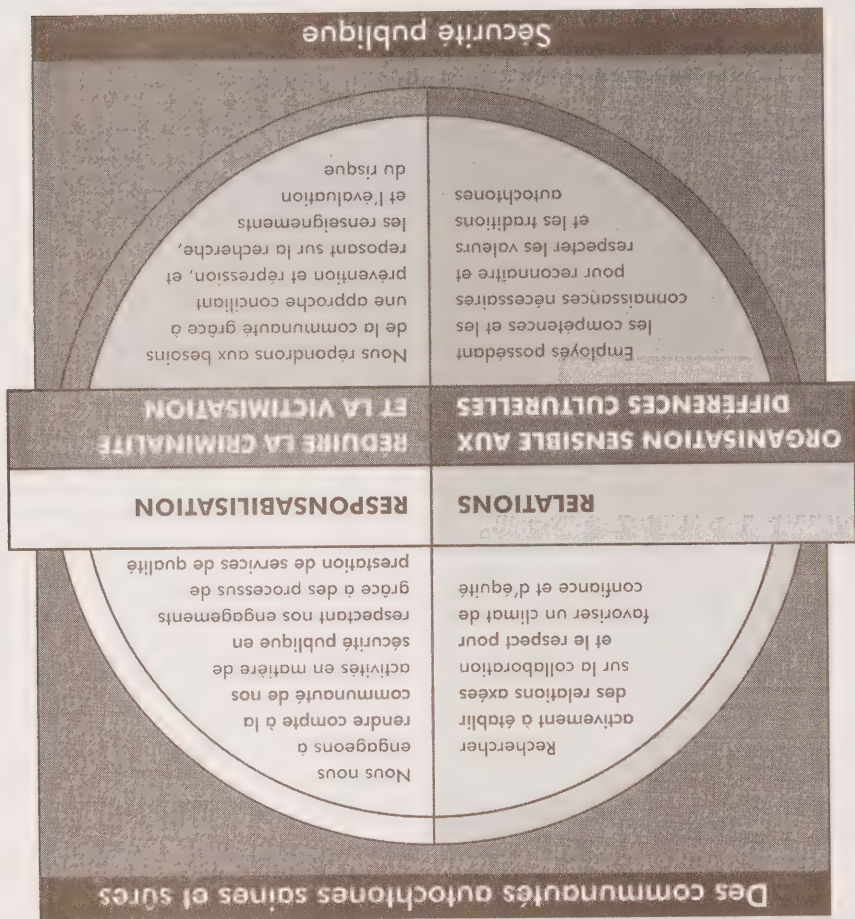 Des communautés autochtones saines et sûres
Rechercher
activement à établir
des relations axées
sur la collaboration
et le respect pour
favoriser un climat de
confiance et d'équité
Nous nous
engageons à
rendre compte à la
communauté de nos
activités en matière de
sécurité publique en
respectant nos engagements
grâce à des processus de
prestation de services de qualité
RELATIONS
RESPONSABILISATION
ORGANISATION SENSIBLE AUX
DIFFÉRENCES CULTURELLES
RÉDUIRE LA CRIMINALITÉ
ET LA VICTIMISATION
Employés possédant
les compétences et les
connaissances nécessaires
pour reconnaître et
respecter les valeurs
et les traditions
autochtones
Nous répondrons aux besoins
de la communauté grâce à
une approche conciliant
prévention et répression, et
reposant sur la recherche,
les renseignements
et l'évaluation
du risque
Sécurité publique